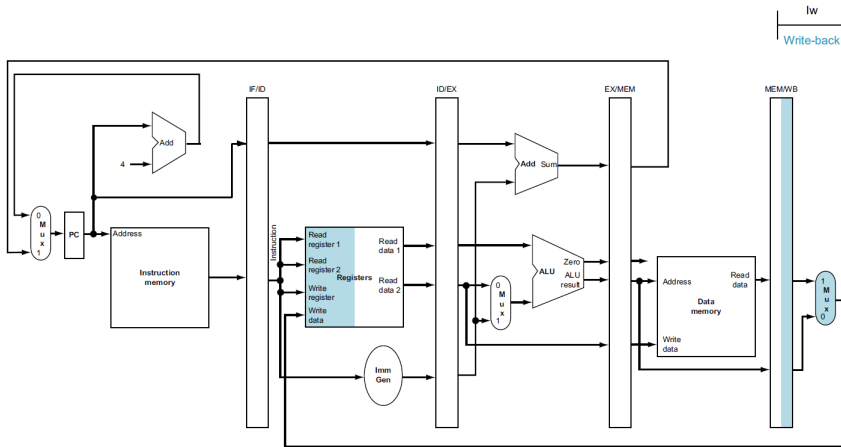 lw
Write-back
IF/ID
ID/EX
EX/MEM
MEM/WB
Add
4
Add Sum
0
M
u
x
1
PC
Address
Instruction
memory
Instruction
Read
register 1
Read
register 2
Write
register
Write
data
Registers
Read
data 1
Read
data 2
Imm
Gen
0
M
u
x
1
Zero
ALU
ALU
result
Address
Read
data
Data
memory
Write
data
1
M
u
x
0